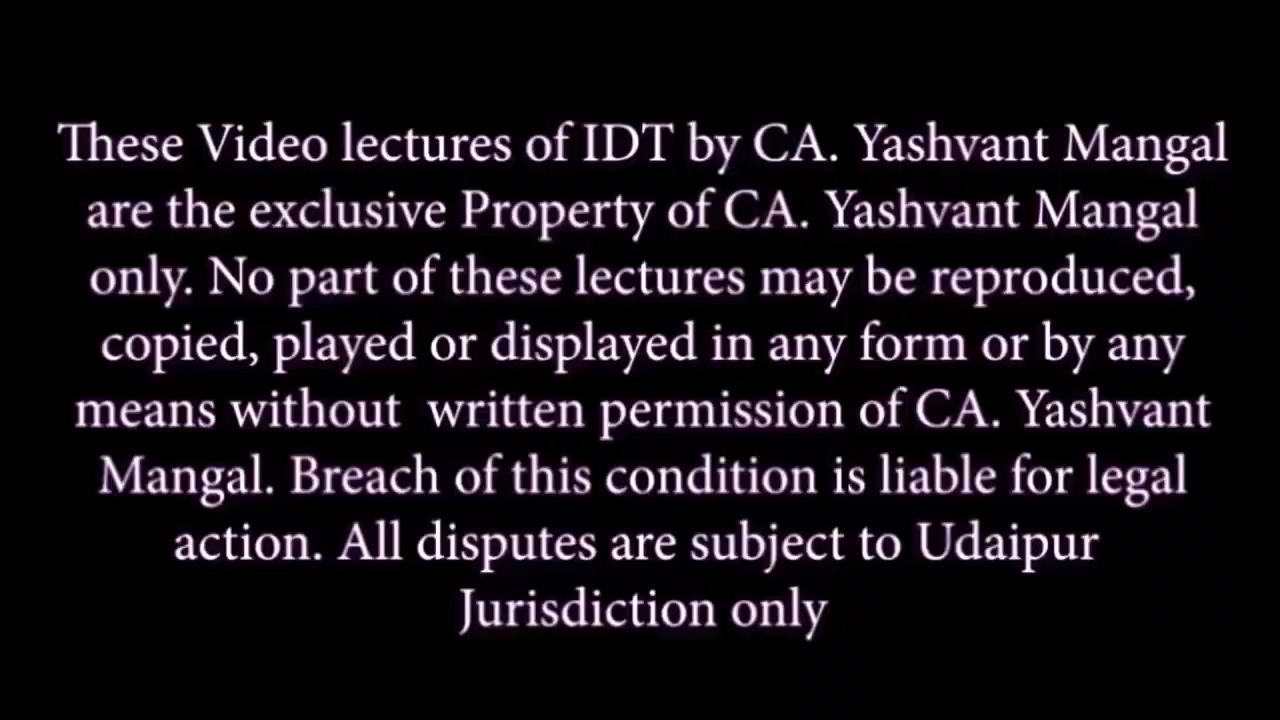 These Video lectures of IDT by CA. Yashvant Mangal
are the exclusive Property of CA. Yashvant Mangal
only. No part of these lectures may be reproduced,
copied, played or displayed in any form or by any
means without  written permission of CA. Yashvant
Mangal. Breach of this condition is liable for legal
action. All disputes are subject to Udaipur
Jurisdiction only